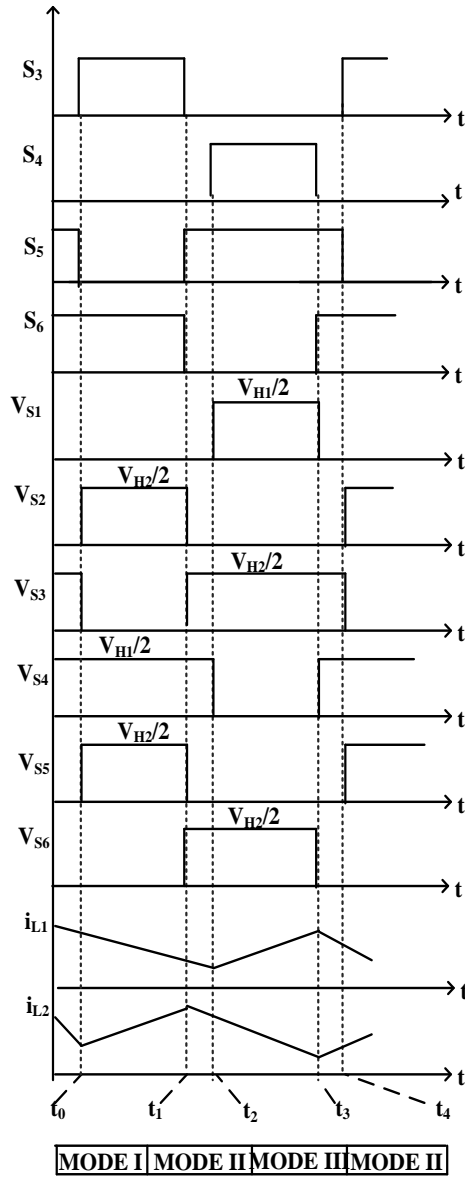 S3
t
S4
t
S5
t
S6
t
VS1
VH1/2
t
VS2
VH2/2
t
VS3
VH2/2
t
VS4
VH1/2
t
VS5
VH2/2
t
VS6
VH2/2
t
iL1
t
iL2
t
t0 t1 t2 t3 t4
MODE I MODE II MODE III MODE II